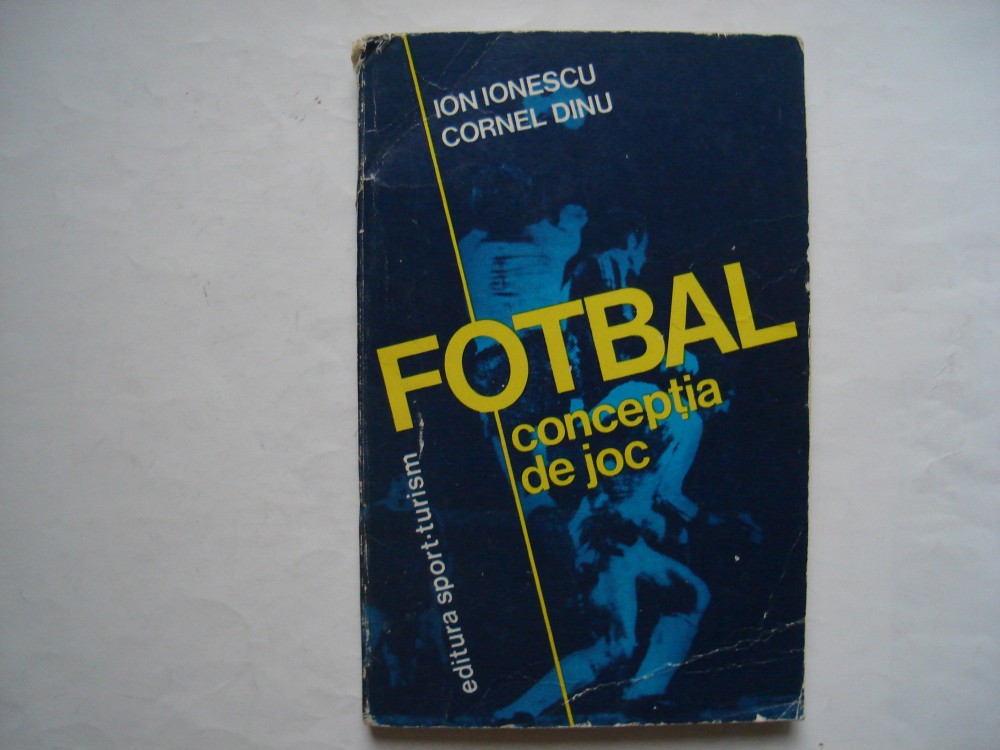 ION IONESCU
CORNEL DINU
FOTBAL
concepția
de joc
editura sport-turism